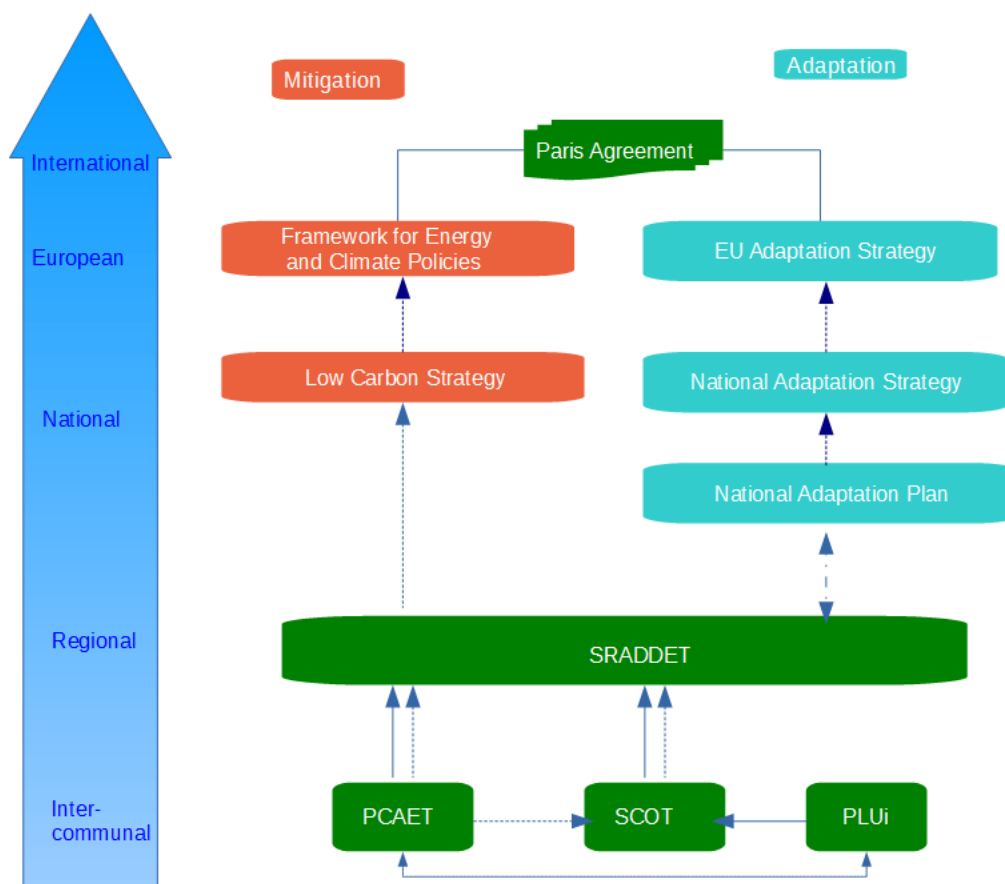 Mitigation
Adaptation
International
Paris Agreement
European
Framework for Energy
and Climate Policies
EU Adaptation Strategy
Low Carbon Strategy
National Adaptation Strategy
National
National Adaptation Plan
Regional
SRADDET
Inter-
communal
PCAET
SCOT
PLUi